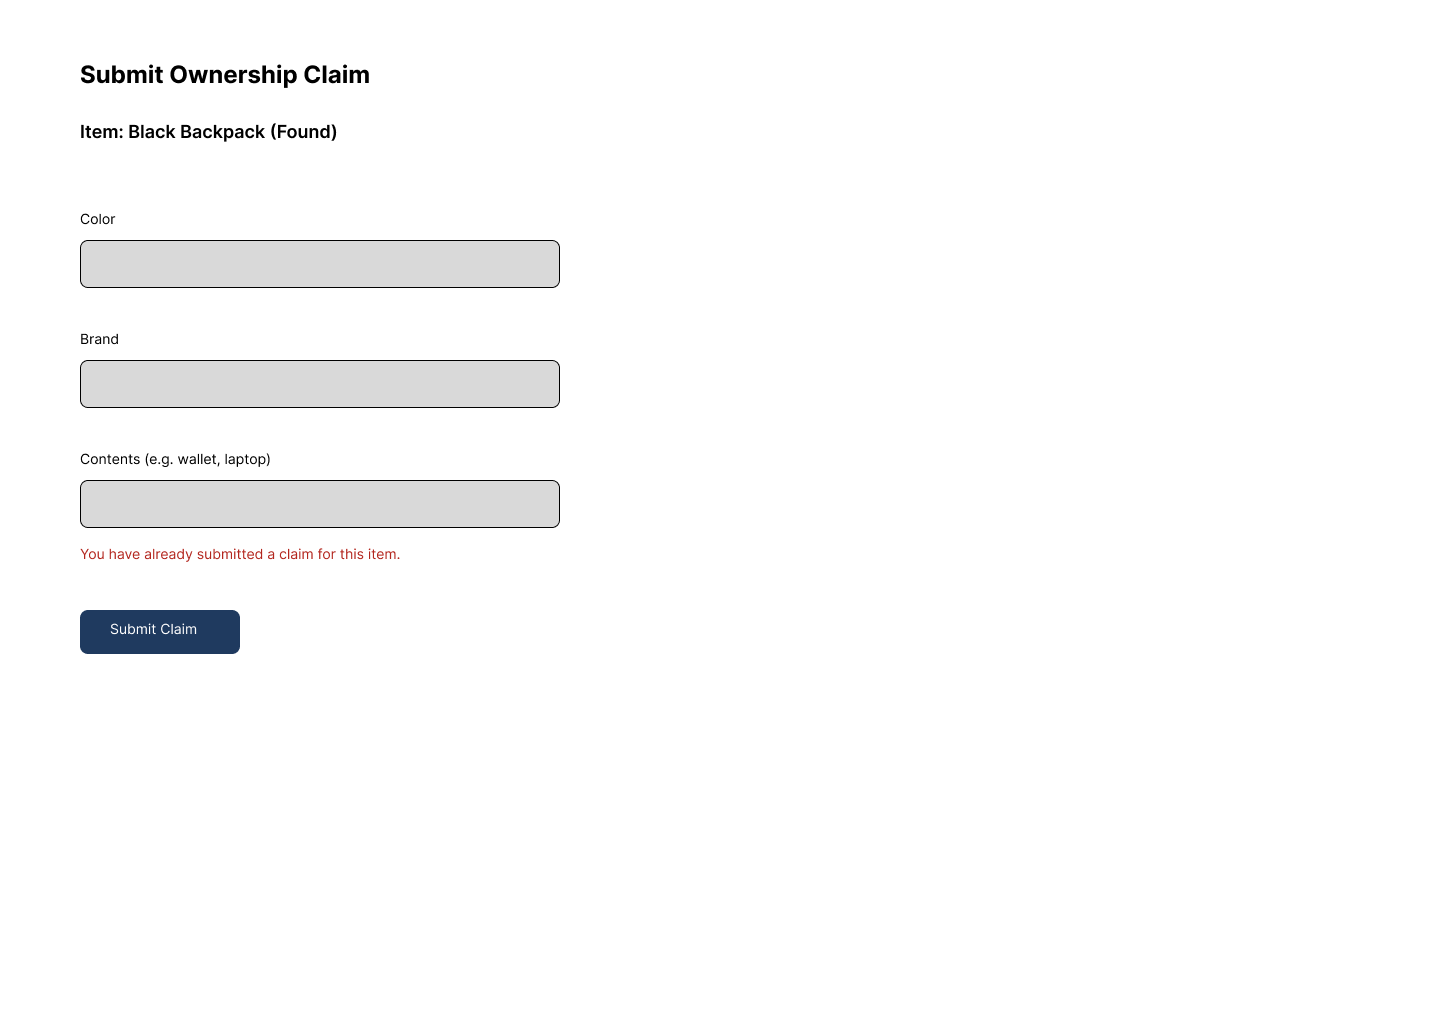 Submit Ownership Claim
Item: Black Backpack (Found)
Color
Brand
Contents (e.g. wallet, laptop)
You have already submitted a claim for this item.
Submit Claim